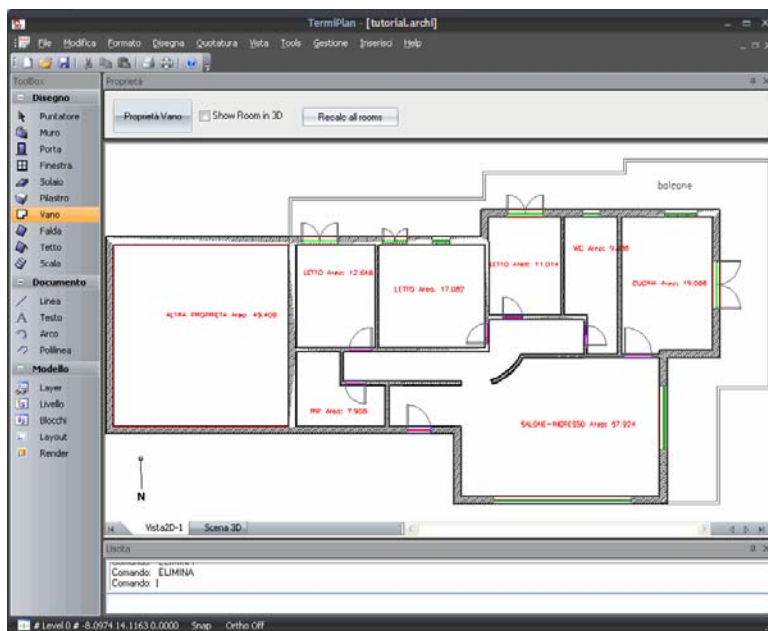 TermiPlan - [tutorial.archi]
File Modifica Formato Disegna Quotatura Vista Tools Gestione Inserisci Help
ToolBox
Proprietà
Disegno
Puntatore
Muro
Porta
Finestra
Solaio
Pilastro
Vano
Falda
Tetto
Scala
Documento
Linea
Testo
Arco
Polilinea
Modello
Layer
Livello
Blocchi
Layout
Render
Proprietà Vano
Show Room in 3D
Recalc all rooms
balcone
WC Area:
LETTO Area: 12.648
LETTO Area: 11.014
LETTO Area: 17.082
CUCINA Area: 19.066
ALTRA PROPRIETA Area: 49.408
RIP Area: 7.908
SALONE-INGRESSO Area: 57.974
N
Vista2D-1
Scena 3D
Uscita
Comando: ELIMINA
Comando: ELIMINA
Comando:
# Level 0 # -8.0974 14.1163 0.0000 Snap Ortho Off